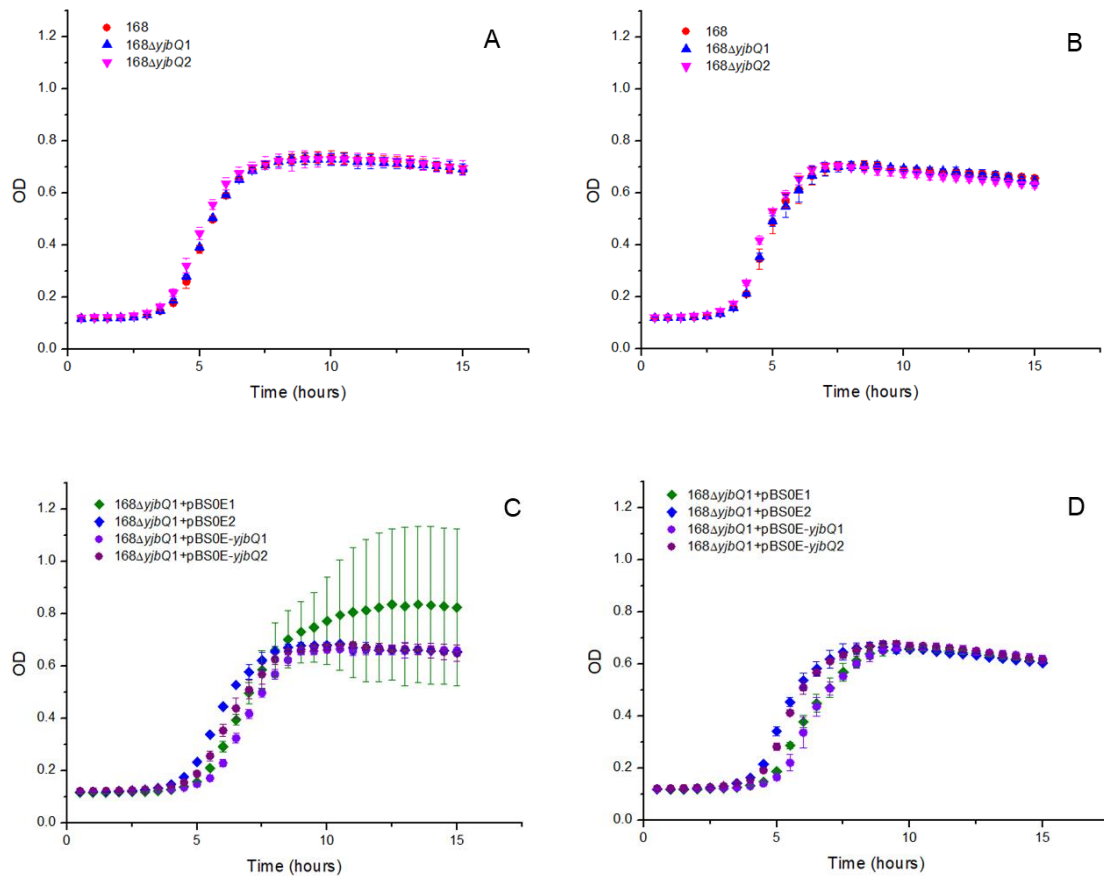 A
168
168ΔyjbQ1
168ΔyjbQ2
1.2
1.0
0.8
0.6
0.4
0.2
0.0
OD
0
5
10
15
Time (hours)
B
168
168ΔyjbQ1
168ΔyjbQ2
1.2
1.0
0.8
0.6
0.4
0.2
0.0
OD
0
5
10
15
Time (hours)
C
168ΔyjbQ1+pBS0E1
168ΔyjbQ1+pBS0E2
168ΔyjbQ1+pBS0E-yjbQ1
168ΔyjbQ1+pBS0E-yjbQ2
1.2
1.0
0.8
0.6
0.4
0.2
0.0
OD
0
5
10
15
Time (hours)
D
168ΔyjbQ1+pBS0E1
168ΔyjbQ1+pBS0E2
168ΔyjbQ1+pBS0E-yjbQ1
168ΔyjbQ1+pBS0E-yjbQ2
1.2
1.0
0.8
0.6
0.4
0.2
0.0
OD
0
5
10
15
Time (hours)